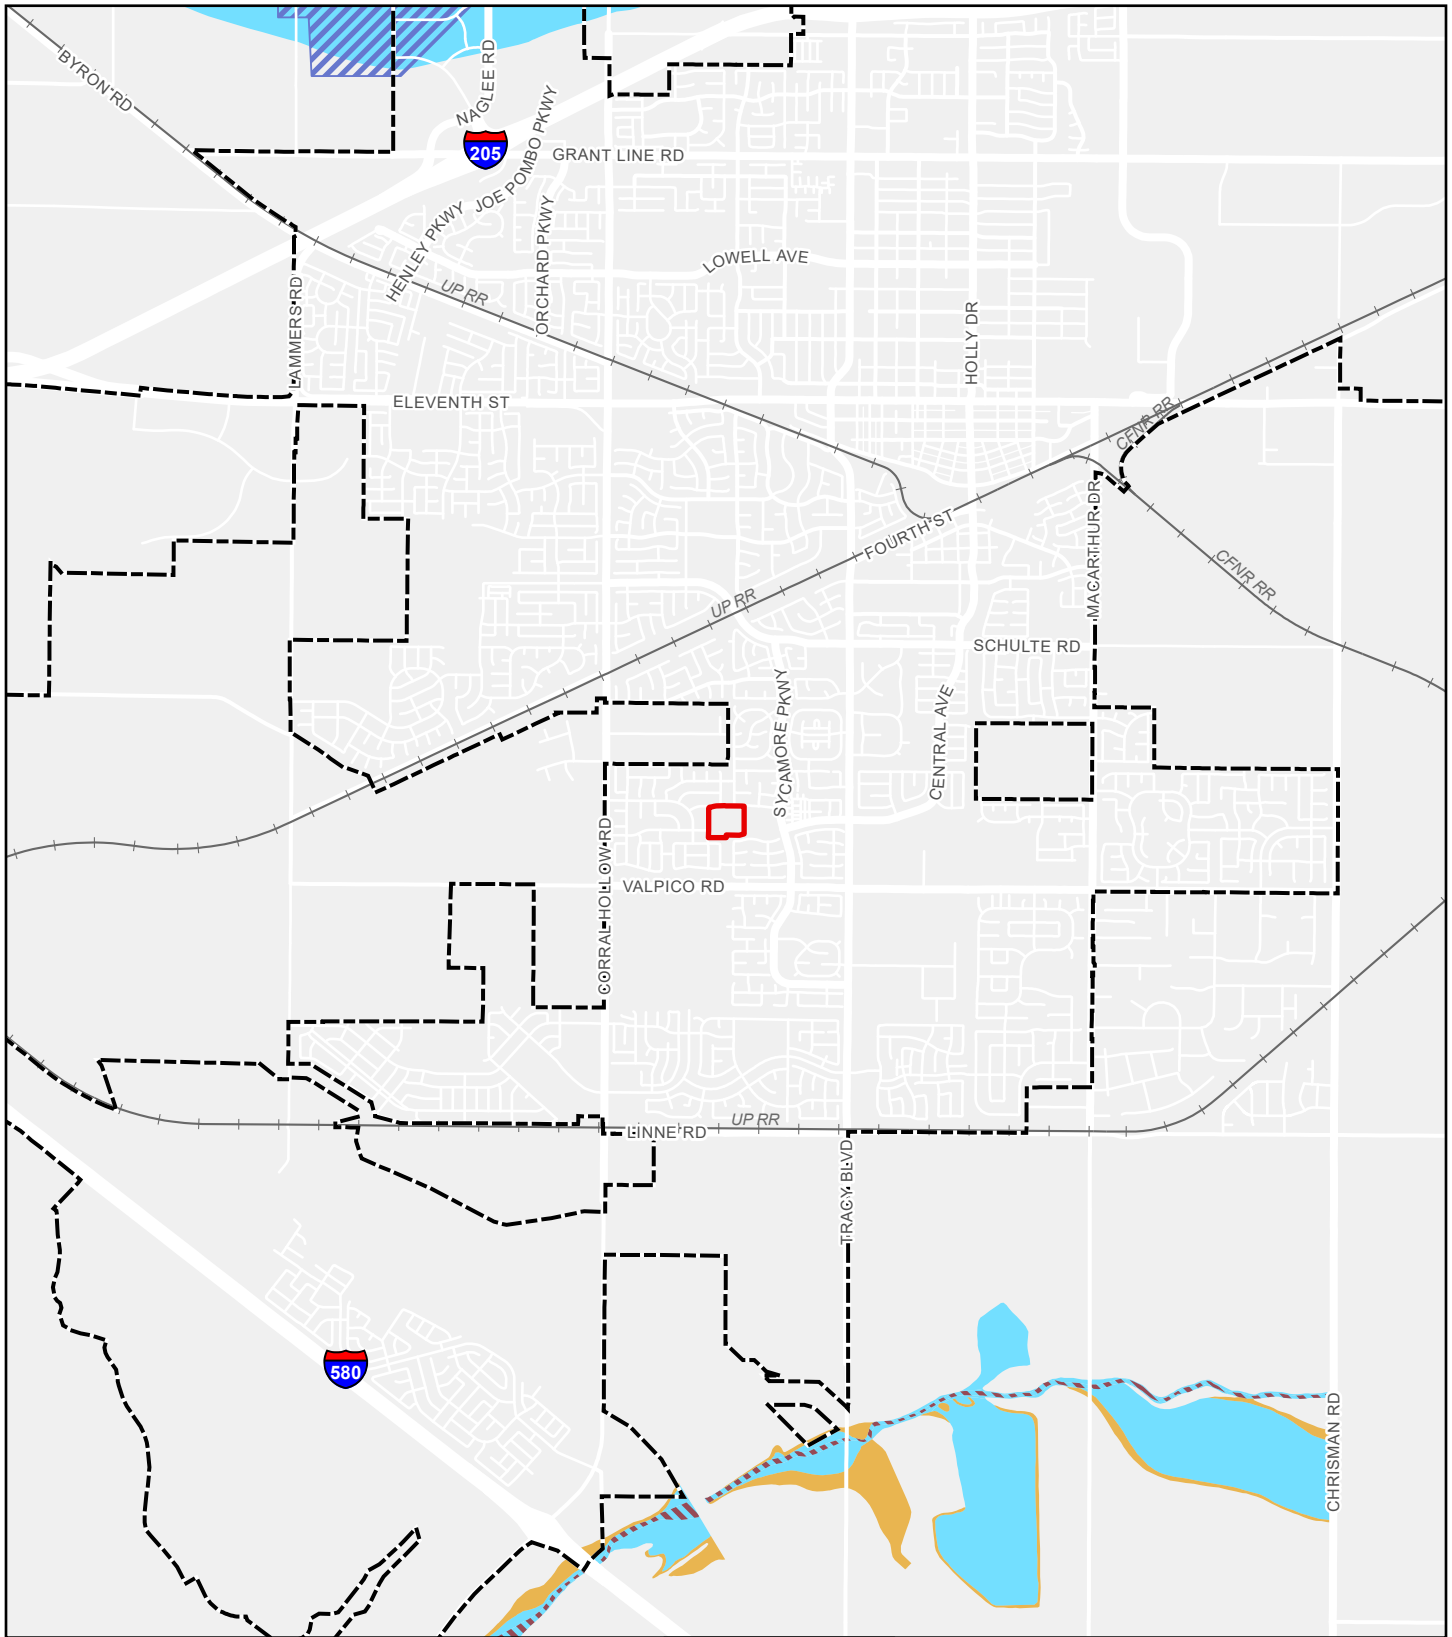 BYRON RD
NAGLEE RD
205
JOE POMBO PKWY
GRANT LINE RD
HENLEY PKWY
ORCHARD PKWY
LOWELL AVE
UP RR
LAMMERS RD
HOLLY DR
ELEVENTH ST
CFNR RR
MACARTHUR DR
FOURTH ST
CFNR RR
UP RR
SCHULTE RD
SYCAMORE PKWY
CENTRAL AVE
CORRAL HOLLOW RD
VALPICO RD
UP RR
LINNE RD
TRACY BLVD
580
CHRISMAN RD